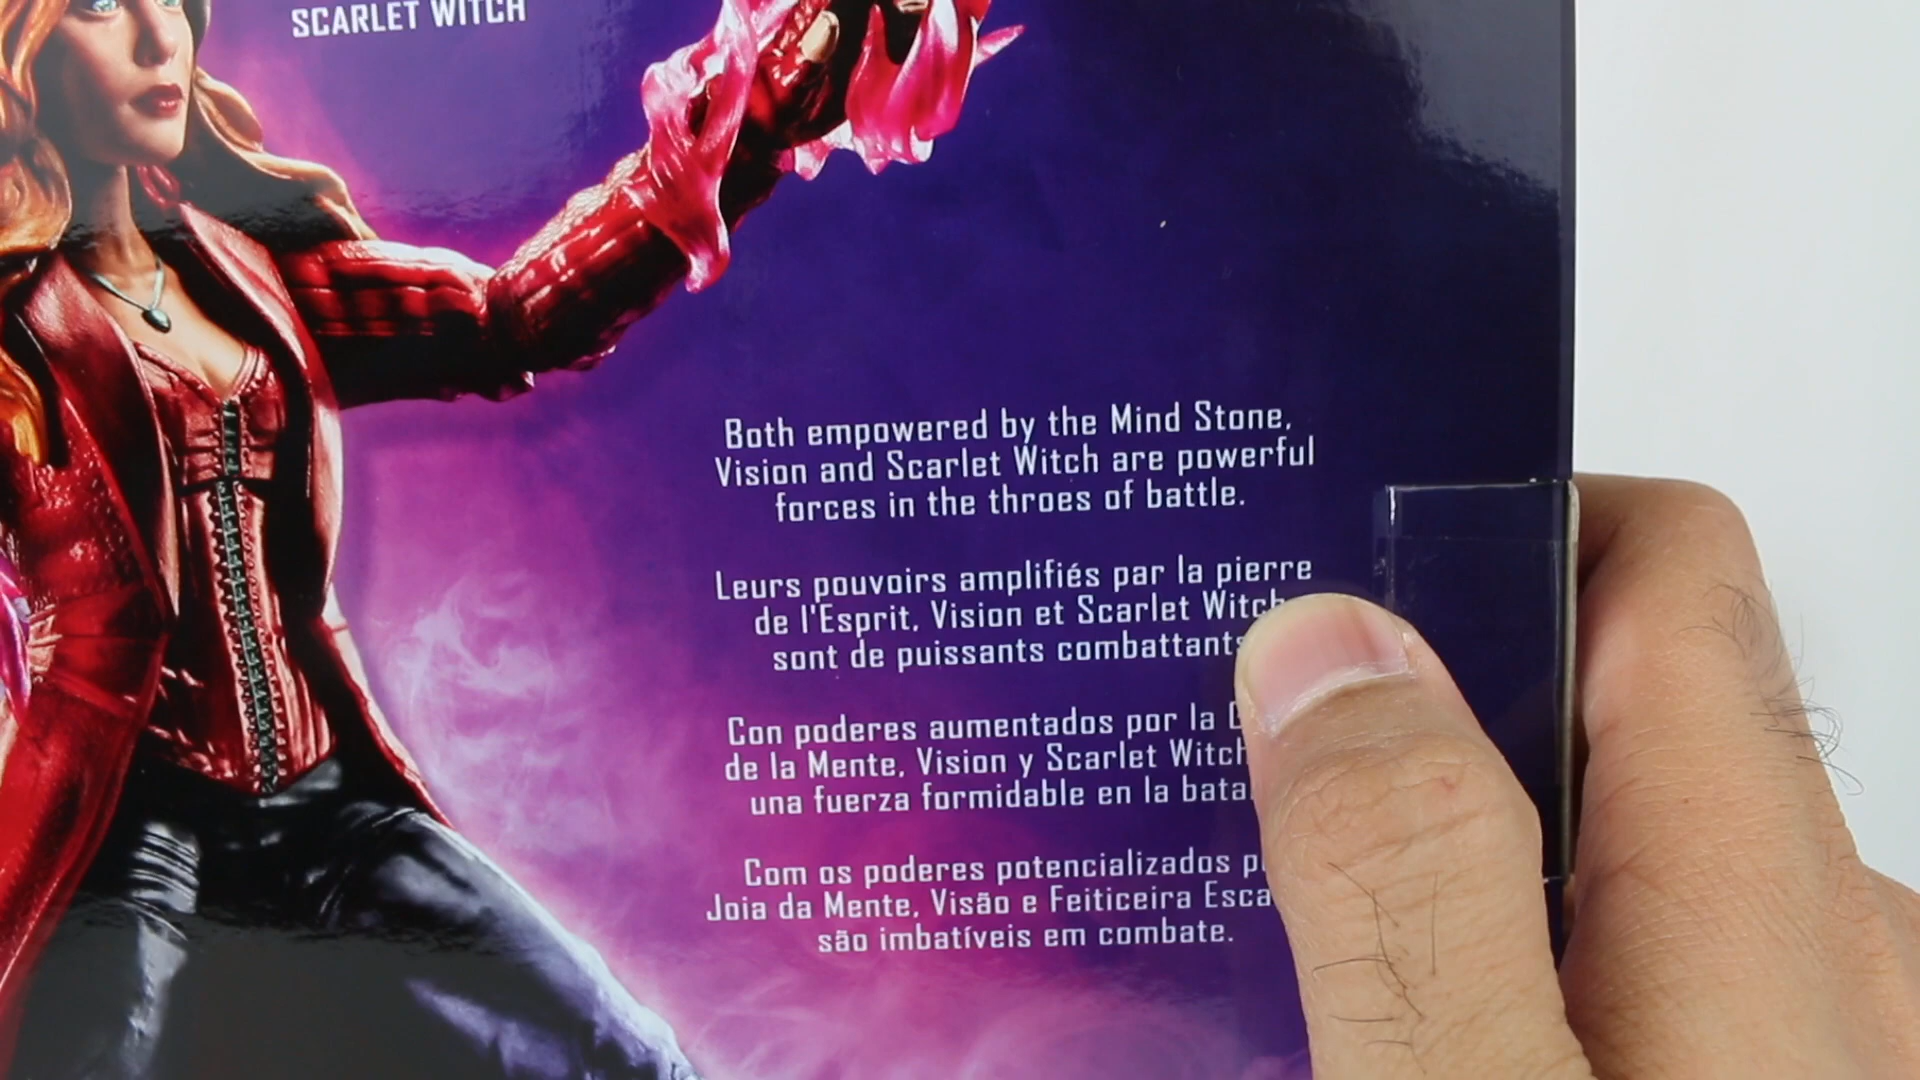 SCARLET WITCH
Both empowered by the Mind Stone,
Vision and Scarlet Witch are powerful
forces in the throes of battle.
Leurs pouvoirs amplifiés par la pierre
de l'Esprit, Vision et Scarlet Witch
sont de puissants combattants
Con poderes aumentados por la
de la Mente, Vision y Scarlet Witch
una fuerza formidable en la
Com os poderes potencializados
Joia da Mente, Visão e Feiticeira
são imbatíveis em combate.